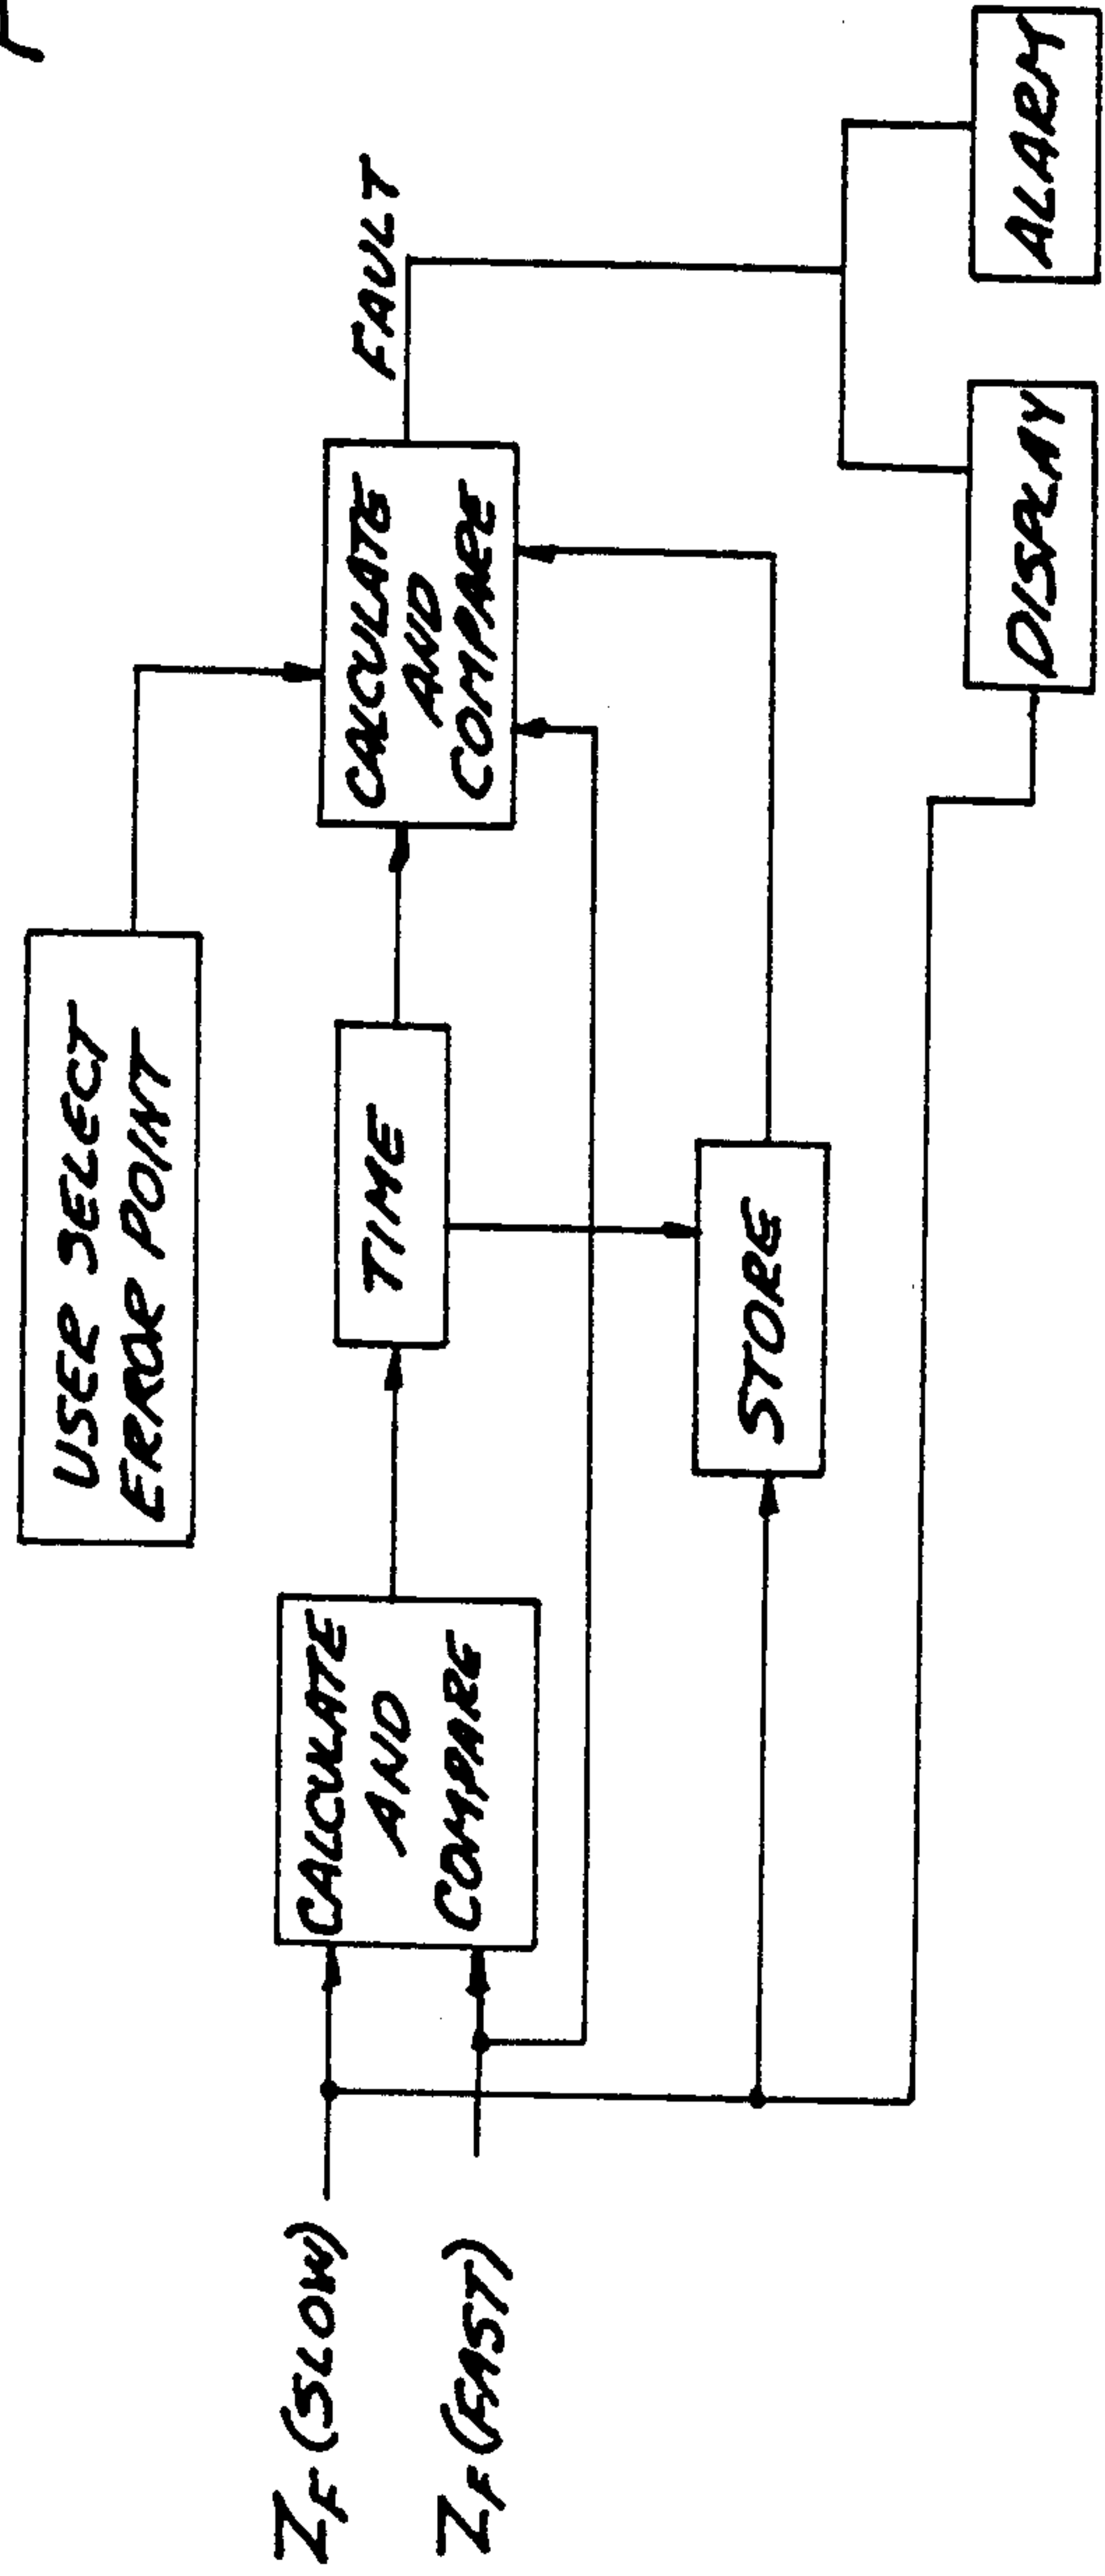 USER SELECT
ERROR POINT
Z_F (SLOW)
Z_F (FAST)
CALCULATE
AND
COMPARE
TIME
CALCULATE
AND
COMPARE
FAULT
STORE
DISPLAY
ALARM